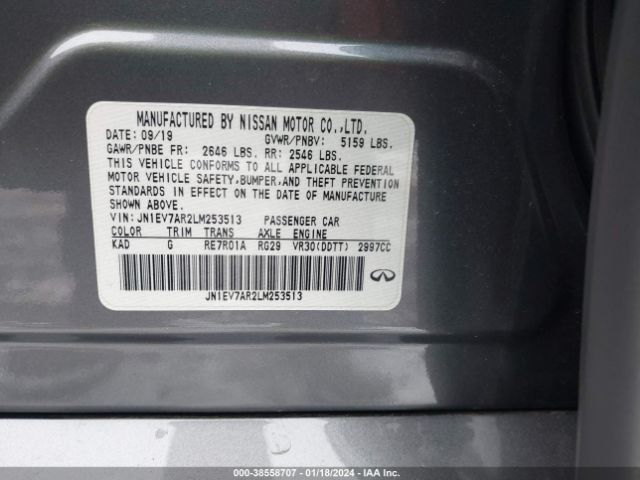 MANUFACTURED BY NISSAN MOTOR CO.,LTD.
DATE: 09/19 GVWR/PNBV: 5159 LBS.
GAWR/PNBE FR: 2646 LBS. RR: 2546 LBS.
THIS VEHICLE CONFORMS TO ALL APPLICABLE FEDERAL
MOTOR VEHICLE SAFETY,BUMPER,AND THEFT PREVENTION
STANDARDS IN EFFECT ON THE DATE OF MANUFACTURE
SHOWN ABOVE.
VIN: JN1EV7AR2LM253513 PASSENGER CAR
COLOR TRIM TRANS AXLE ENGINE
KAD G RE7R01A RG29 VR30(DDTT) 2997CC
JN1EV7AR2LM253513
000-38558707 / 01/18/2024 / IAA Inc.